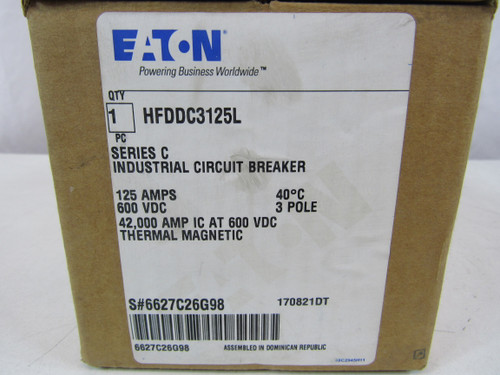 EATON
Powering Business Worldwide™
QTY
1 HFDDC3125L
PC
SERIES C
INDUSTRIAL CIRCUIT BREAKER
125 AMPS 40°C
600 VDC 3 POLE
42,000 AMP IC AT 600 VDC
THERMAL MAGNETIC
S#6627C26G98 170821DT
6627C26G98 ASSEMBLED IN DOMINICAN REPUBLIC